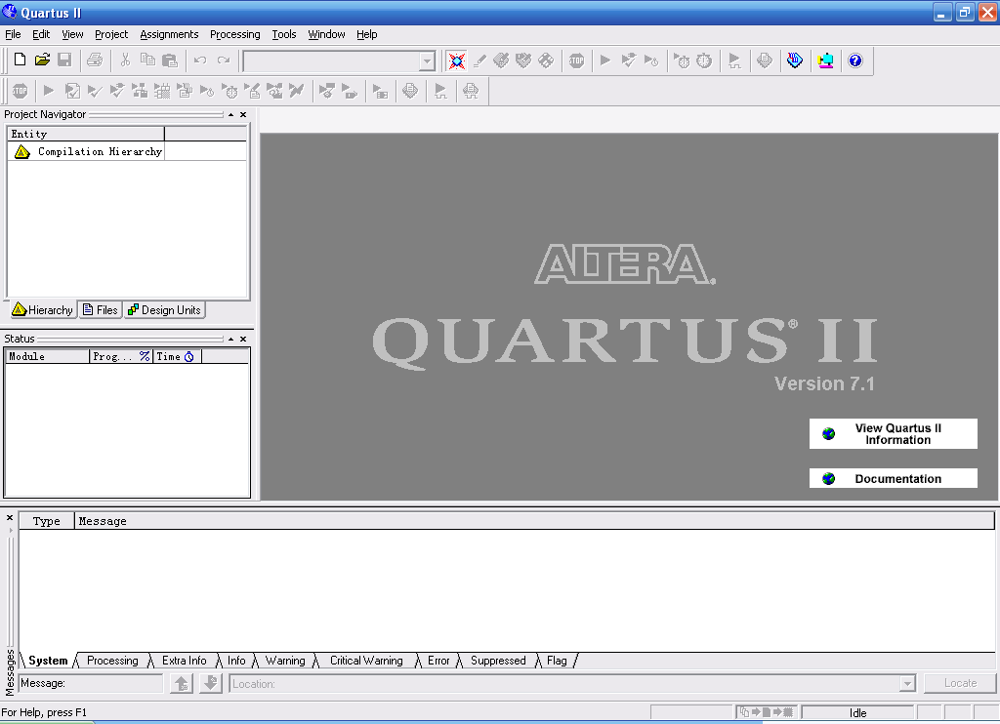 Quartus II
File Edit View Project Assignments Processing Tools Window Help
STOP
STOP
Project Navigator
Entity
Compilation Hierarchy
Hierarchy Files Design Units
Status
Module Prog... % Time
ALTERA®
QUARTUS® II
Version 7.1
View Quartus II
Information
Documentation
Type Message
System Processing Extra Info Info Warning Critical Warning Error Suppressed Flag
Messages
Message: Location: Locate
For Help, press F1 Idle